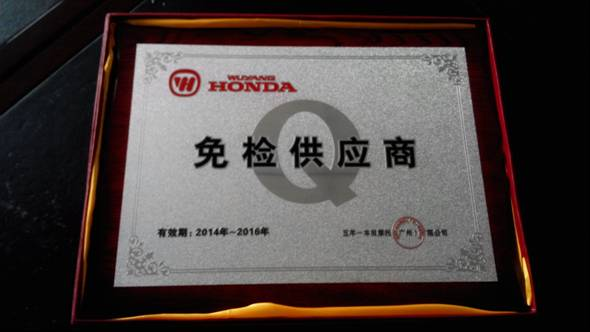 WUYANG
HONDA
Q
免检供应商
有效期：2014年~2016年
五羊—本田摩托（广州）有限公司